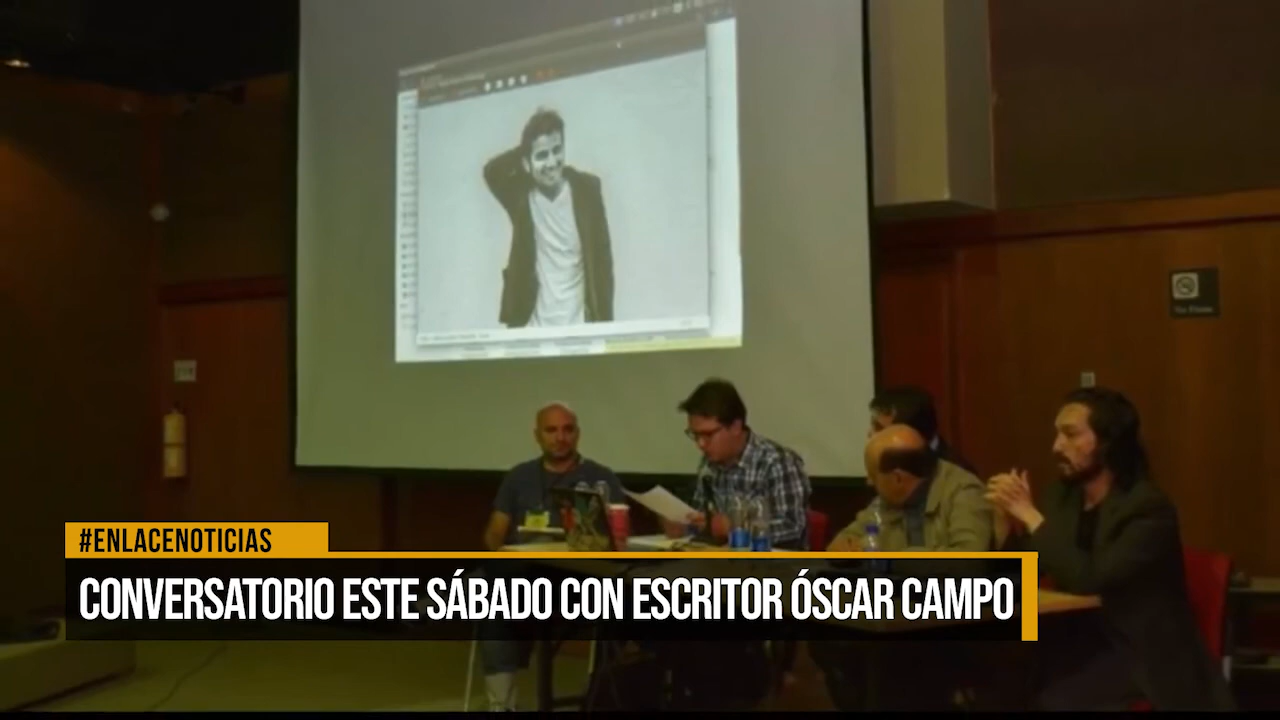 #ENLACENOTICIAS
CONVERSATORIO ESTE SÁBADO CON ESCRITOR ÓSCAR CAMPO